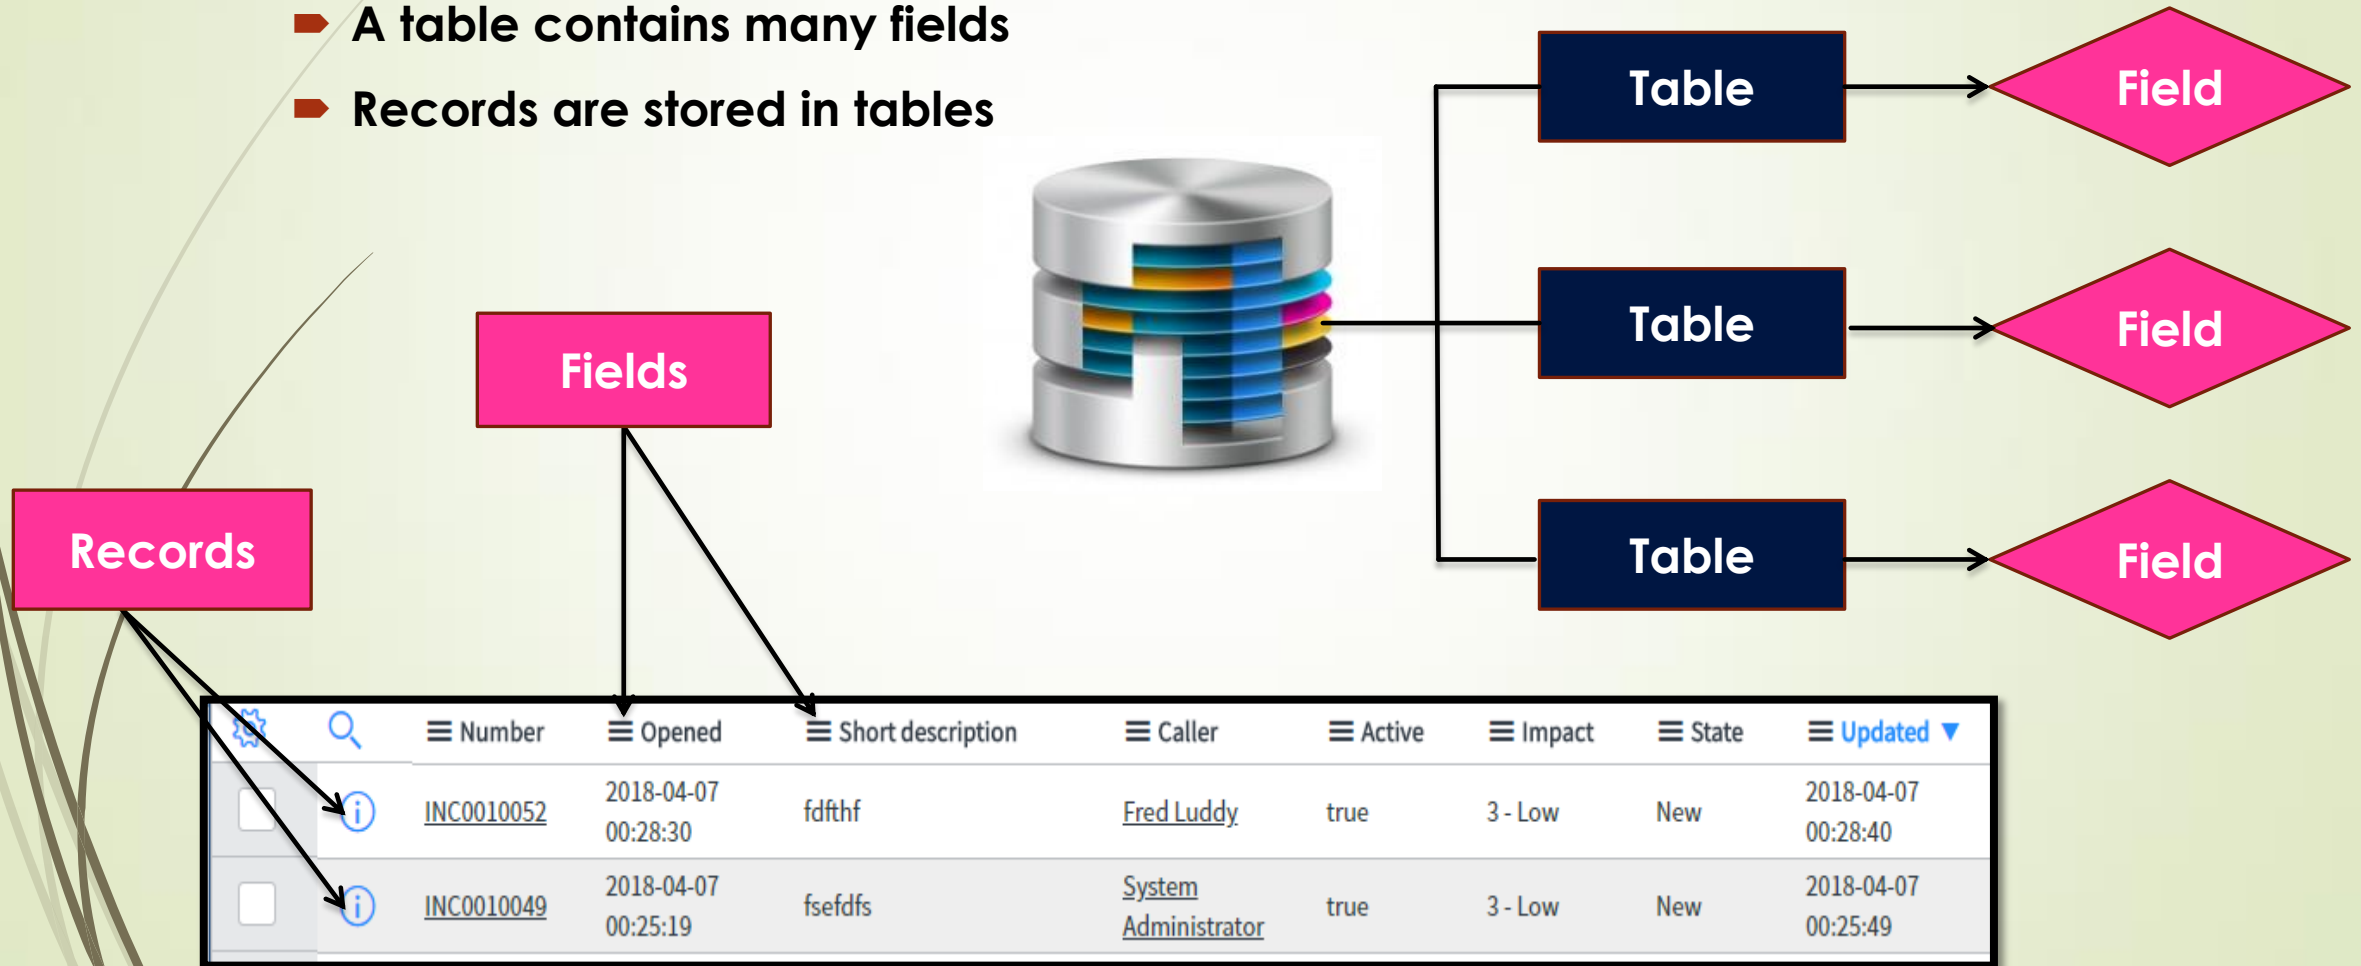 A table contains many fields
Records are stored in tables
Table
Field
Table
Field
Table
Field
Fields
Records
Number Opened Short description Caller Active Impact State Updated
INC0010052 2018-04-07 00:28:30 fdfthf Fred Luddy true 3 - Low New 2018-04-07 00:28:40
INC0010049 2018-04-07 00:25:19 fsefdfs System Administrator true 3 - Low New 2018-04-07 00:25:49